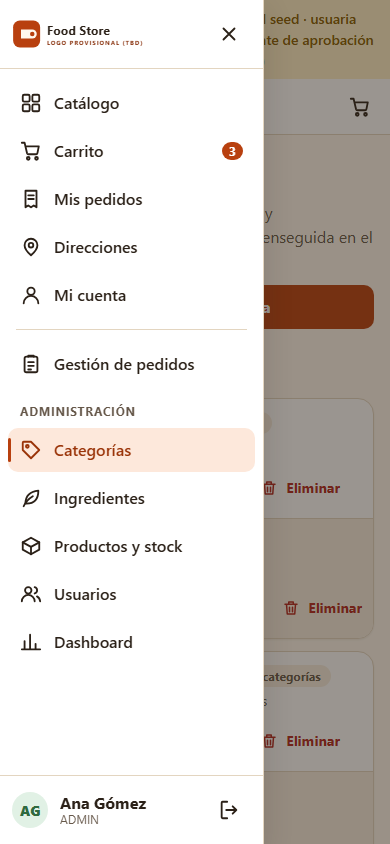 Food Store
LOGO PROVISIONAL (TBD)
seed · usuaria
te de aprobación
Catálogo
Carrito
3
Mis pedidos
y
enseguida en el
Direcciones
Mi cuenta
a
Gestión de pedidos
ADMINISTRACIÓN
Categorías
Eliminar
Ingredientes
Productos y stock
Usuarios
Eliminar
Dashboard
categorías
s
Eliminar
AG
Ana Gómez
ADMIN